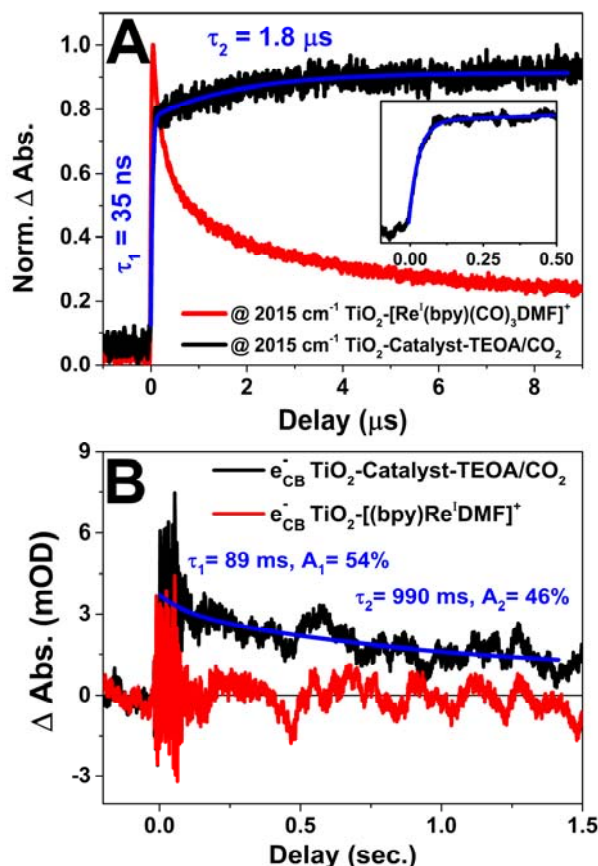 A
τ₂ = 1.8 μs
τ₁ = 35 ns
Norm. Δ Abs.
1.0
0.8
0.6
0.4
0.2
0.0
0.00 0.25 0.50
@ 2015 cm⁻¹ TiO₂-[Reᴵ(bpy)(CO)₃DMF]⁺
@ 2015 cm⁻¹ TiO₂-Catalyst-TEOA/CO₂
0 2 4 6 8
Delay (μs)
B
e⁻CB TiO₂-Catalyst-TEOA/CO₂
e⁻CB TiO₂-[(bpy)ReᴵDMF]⁺
τ₁= 89 ms, A₁= 54%
τ₂= 990 ms, A₂= 46%
Δ Abs. (mOD)
9
6
3
0
-3
0.0 0.5 1.0 1.5
Delay (sec.)